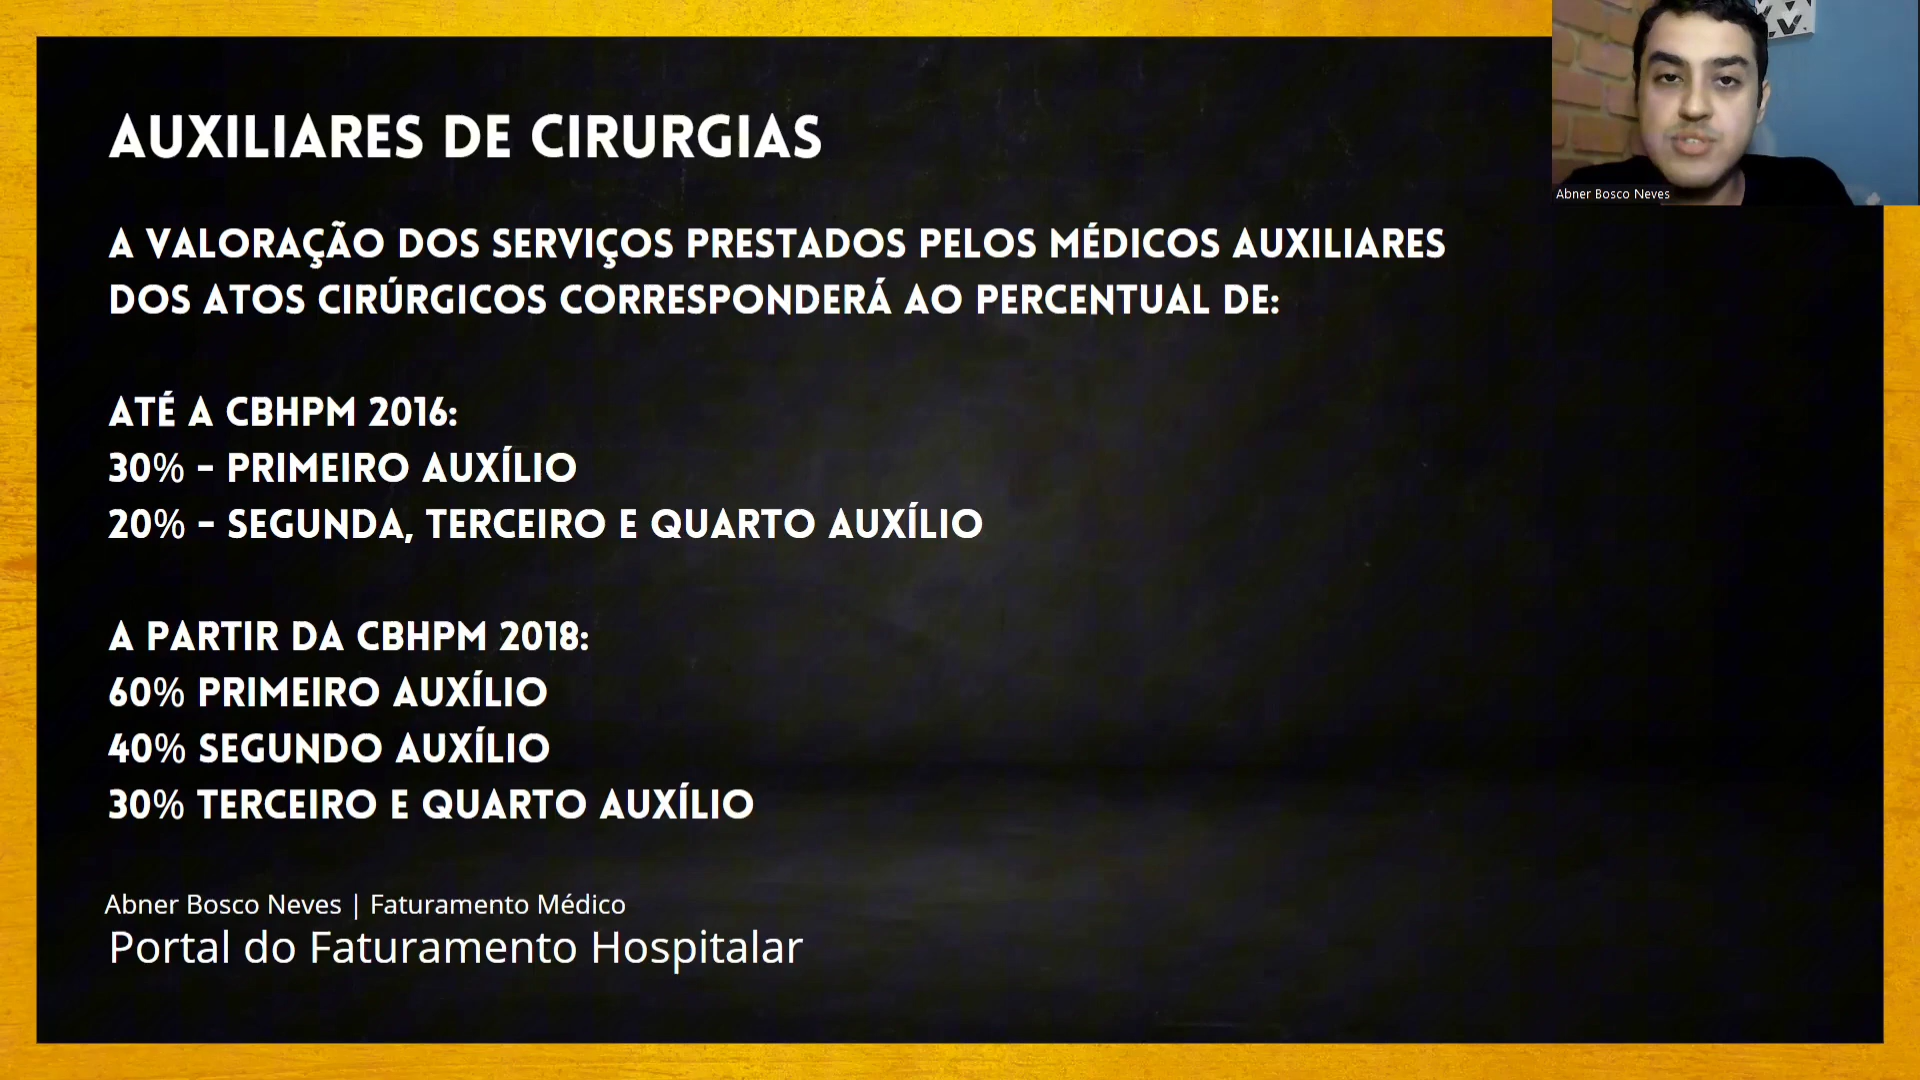 AUXILIARES DE CIRURGIAS
A VALORAÇÃO DOS SERVIÇOS PRESTADOS PELOS MÉDICOS AUXILIARES
DOS ATOS CIRÚRGICOS CORRESPONDERÁ AO PERCENTUAL DE:
ATÉ A CBHPM 2016:
30% - PRIMEIRO AUXÍLIO
20% - SEGUNDA, TERCEIRO E QUARTO AUXÍLIO
A PARTIR DA CBHPM 2018:
60% PRIMEIRO AUXÍLIO
40% SEGUNDO AUXÍLIO
30% TERCEIRO E QUARTO AUXÍLIO
Abner Bosco Neves | Faturamento Médico
Portal do Faturamento Hospitalar
Abner Bosco Neves